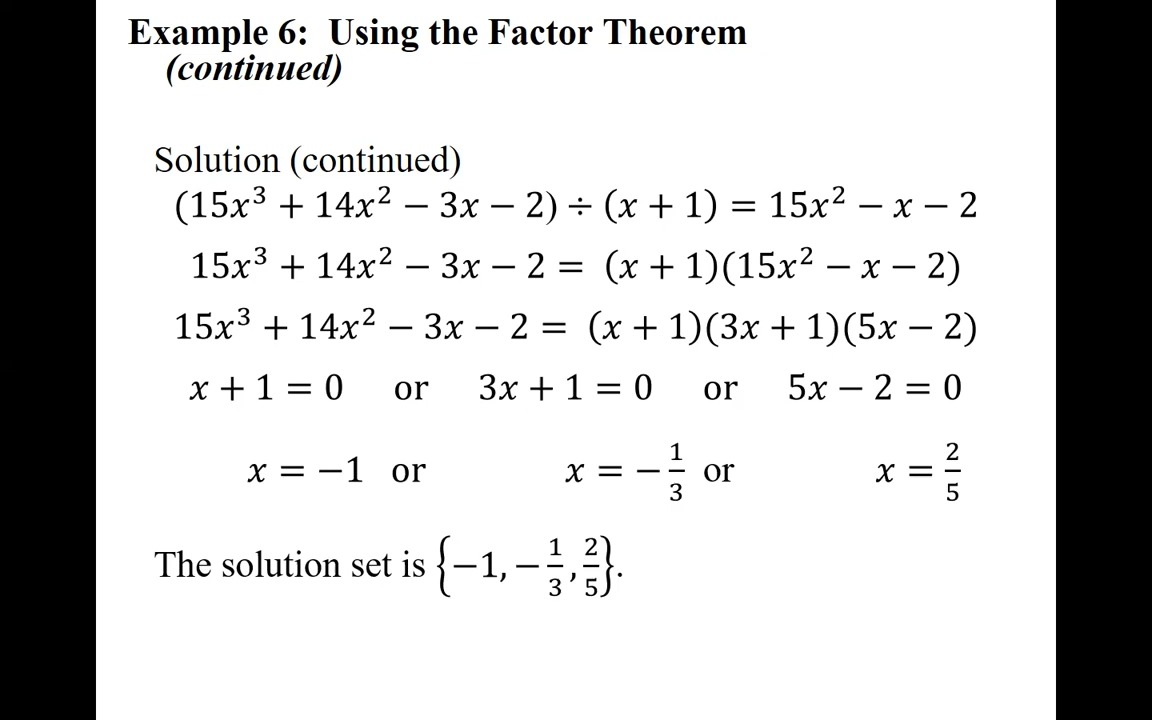 Example 6: Using the Factor Theorem
(continued)
Solution (continued)
(15x³ + 14x² − 3x − 2) ÷ (x + 1) = 15x² − x − 2
15x³ + 14x² − 3x − 2 = (x + 1)(15x² − x − 2)
15x³ + 14x² − 3x − 2 = (x + 1)(3x + 1)(5x − 2)
x + 1 = 0 or 3x + 1 = 0 or 5x − 2 = 0
x = −1 or x = −1/3 or x = 2/5
The solution set is {−1, −1/3, 2/5}.